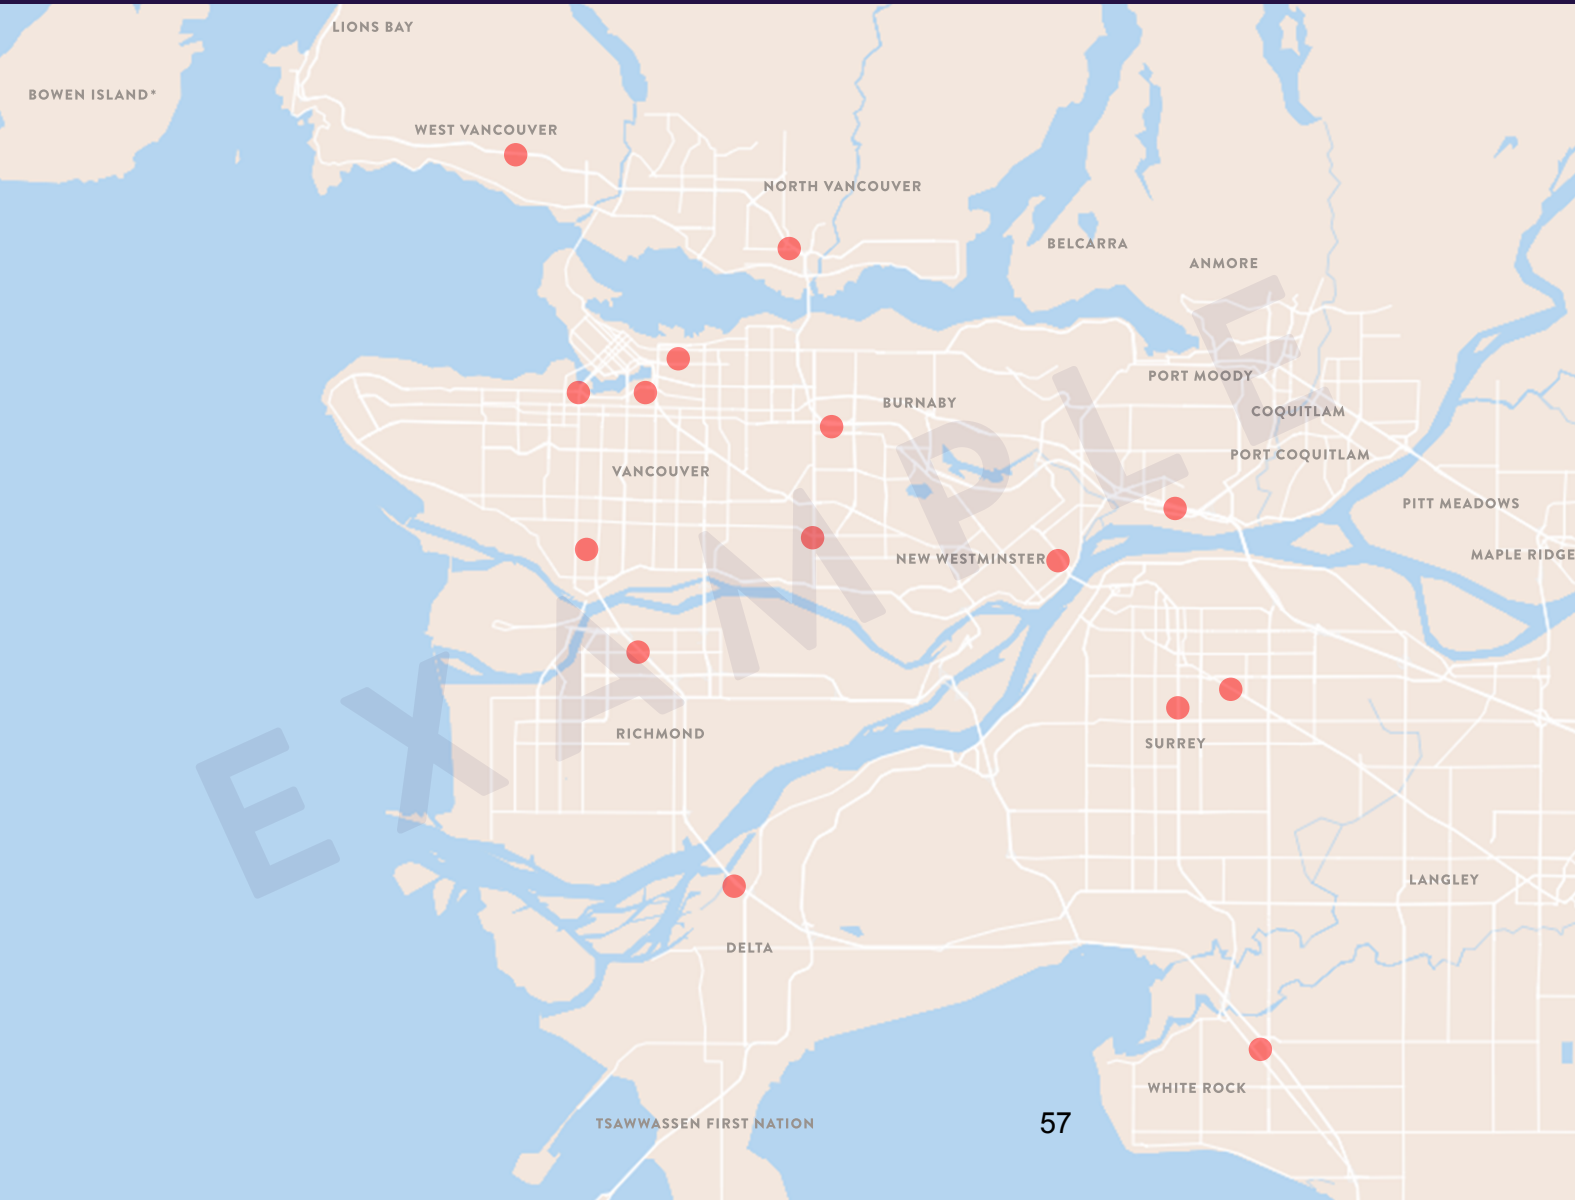 LIONS BAY
BOWEN ISLAND*
WEST VANCOUVER
NORTH VANCOUVER
BELCARRA
ANMORE
PORT MOODY
BURNABY
COQUITLAM
PORT COQUITLAM
VANCOUVER
PITT MEADOWS
MAPLE RIDGE
NEW WESTMINSTER
EXAMPLE
RICHMOND
SURREY
LANGLEY
DELTA
WHITE ROCK
TSAWWASSEN FIRST NATION
57